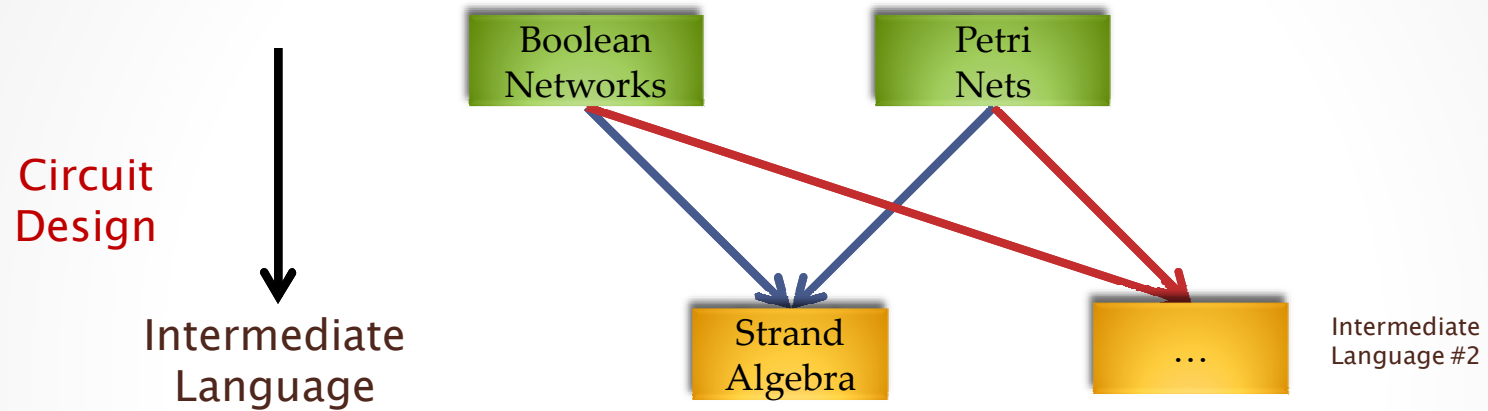 Boolean
Networks
Petri
Nets
Circuit
Design
Intermediate
Language
Strand
Algebra
…
Intermediate
Language #2